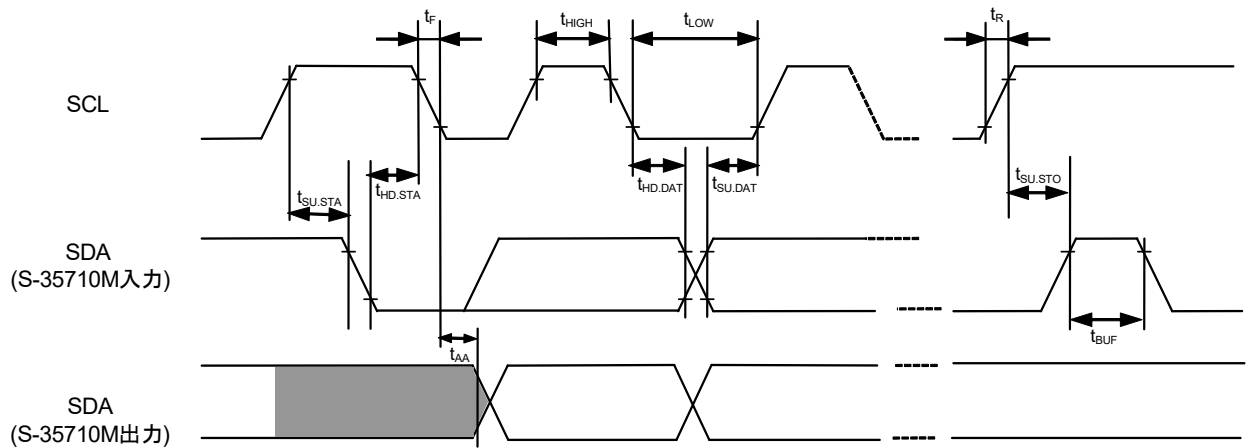 tF
tHIGH
tLOW
tR
SCL
tSU.STA
tHD.STA
tHD.DAT
tSU.DAT
tSU.STO
SDA
(S-35710M入力)
tBUF
tAA
SDA
(S-35710M出力)